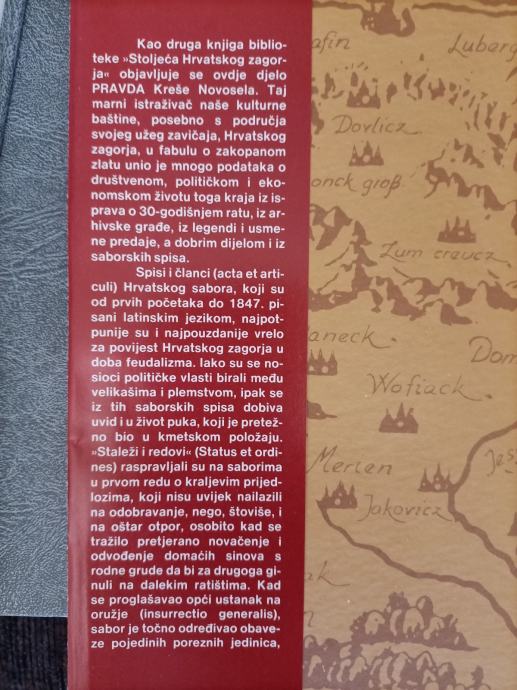 Kao druga knjiga biblio-
teke »Stoljeća Hrvatskog zagor-
ja« objavljuje se ovdje djelo
PRAVDA Kreše Novosela. Taj
marni istraživač naše kulturne
baštine, posebno s područja
svojeg užeg zavičaja, Hrvatskog
zagorja, u fabulu o zakopanom
zlatu unio je mnogo podataka o
društvenom, političkom i eko-
nomskom životu toga kraja iz is-
prava o 30-godišnjem ratu, iz ar-
hivske građe, iz legendi i usme-
ne predaje, a dobrim dijelom i iz
saborskih spisa.
Spisi i članci (acta et arti-
culi) Hrvatskog sabora, koji su
od prvih početaka do 1847. pi-
sani latinskim jezikom, najpot-
punije su i najpouzdanije vrelo
za povijest Hrvatskog zagorja u
doba feudalizma. Iako su se no-
sioci političke vlasti birali među
velikašima i plemstvom, ipak se
iz tih saborskih spisa dobiva
uvid i u život puka, koji je pretež-
no bio u kmetskom položaju.
»Staleži i redovi« (Status et ordi-
nes) raspravljali su na saborima
u prvom redu o kraljevim prijed-
lozima, koji nisu uvijek nailazili
na odobravanje, nego, štoviše, i
na oštar otpor, osobito kad se
tražilo pretjerano novačenje i
odvođenje domaćih sinova s
rodne grude da bi za drugoga gi-
nuli na dalekim ratištima. Kad
se proglašavao opći ustanak na
oružje (insurrectio generalis),
sabor je točno određivao obave-
ze pojedinih poreznih jedinica,
afin
Luberg
Dovlicz
onck groß
Zum creucz
aneck
Dom
Wofiack
Merlen
Jakovicz
ak